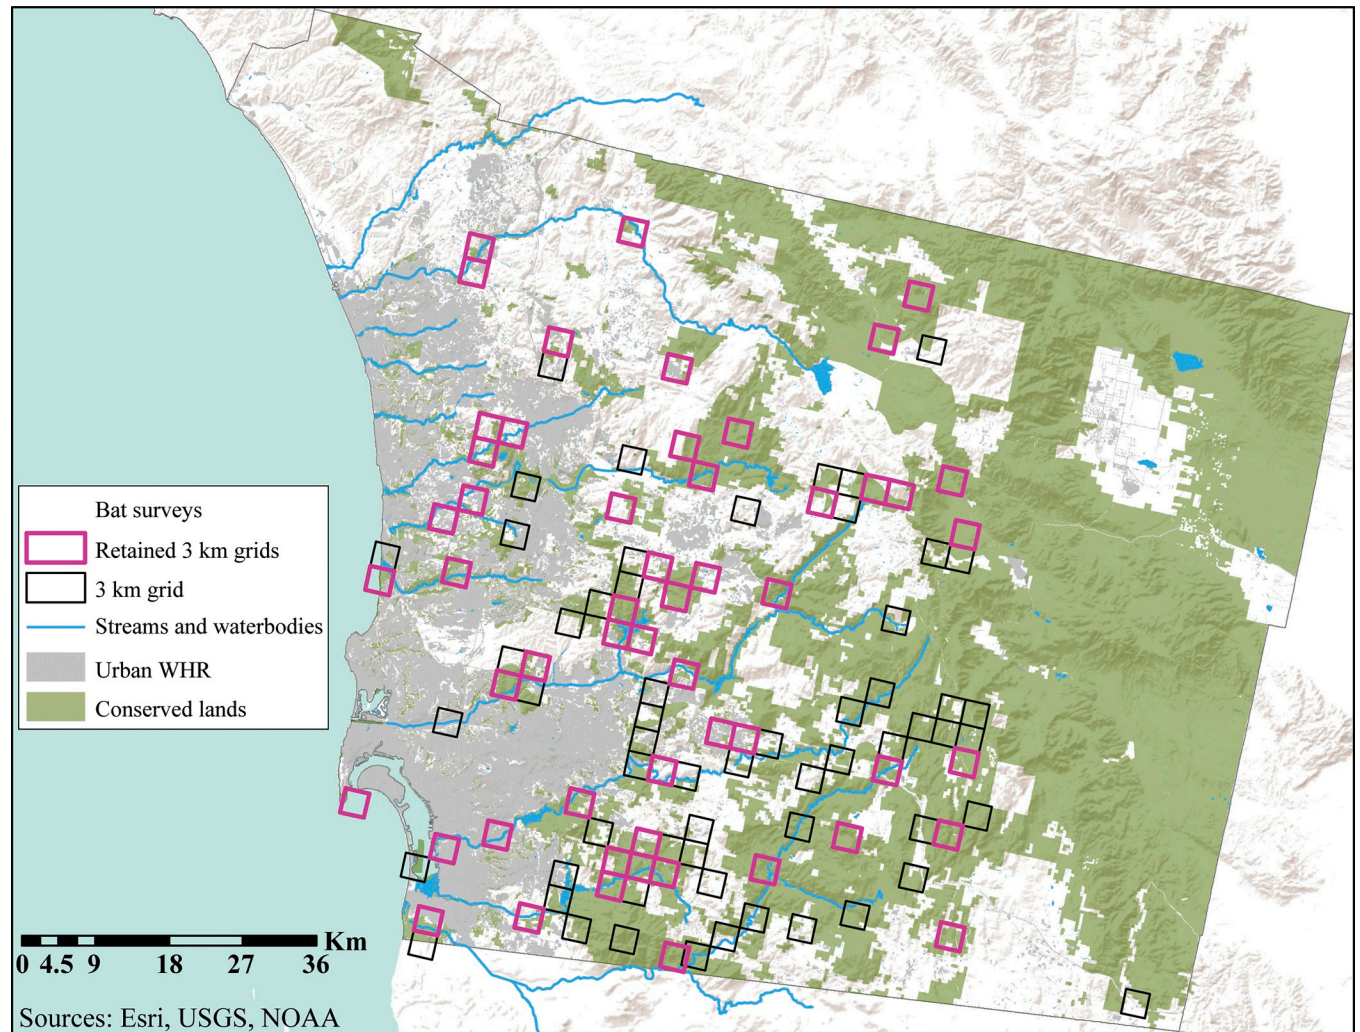 Bat surveys
Retained 3 km grids
3 km grid
Streams and waterbodies
Urban WHR
Conserved lands
Km
0 4.5 9 18 27 36
Sources: Esri, USGS, NOAA